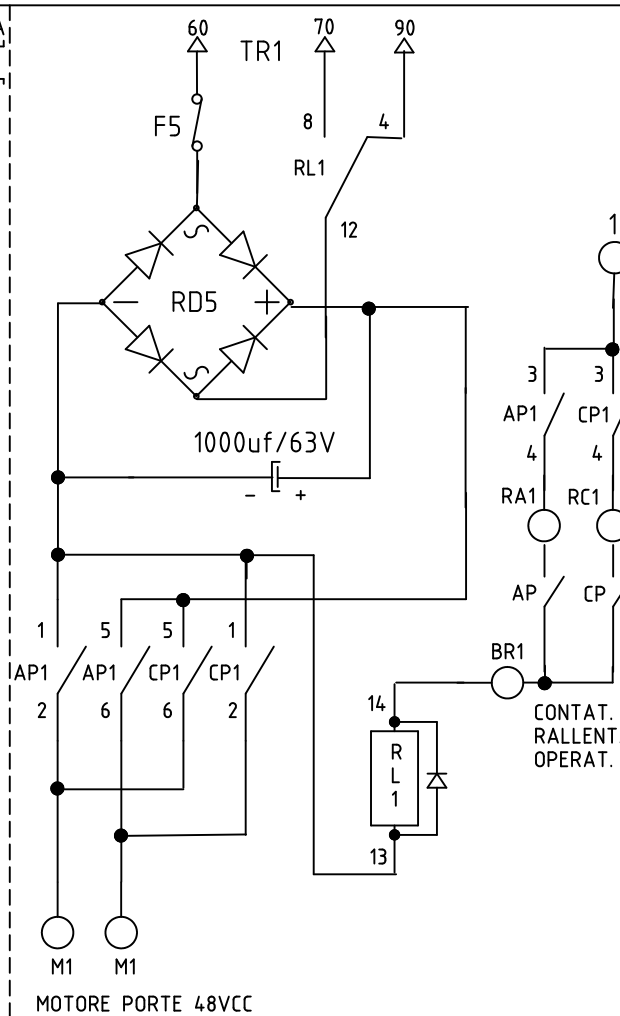 60
TR1
70
90
F5
8
4
RL1
12
1
RD5
1000uf/63V
3
3
AP1
CP1
4
4
RA1
RC1
AP
CP
1
5
5
1
AP1
AP1
CP1
CP1
2
6
6
2
BR1
14
CONTAT.
RALLENT.
OPERAT.
R
L
1
13
M1
M1
MOTORE PORTE 48VCC